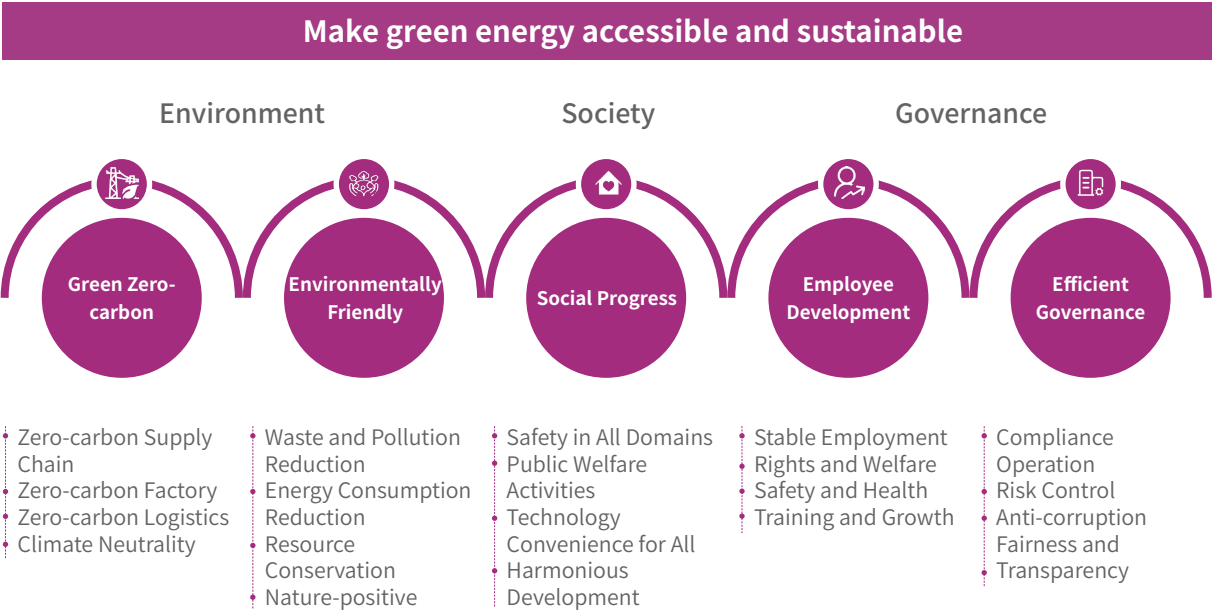 Make green energy accessible and sustainable
Environment
Society
Governance
Green Zero-
carbon
Environmentally
Friendly
Social Progress
Employee
Development
Efficient
Governance
Zero-carbon Supply
Chain
Zero-carbon Factory
Zero-carbon Logistics
Climate Neutrality
Waste and Pollution
Reduction
Energy Consumption
Reduction
Resource
Conservation
Nature-positive
Safety in All Domains
Public Welfare
Activities
Technology
Convenience for All
Harmonious
Development
Stable Employment
Rights and Welfare
Safety and Health
Training and Growth
Compliance
Operation
Risk Control
Anti-corruption
Fairness and
Transparency